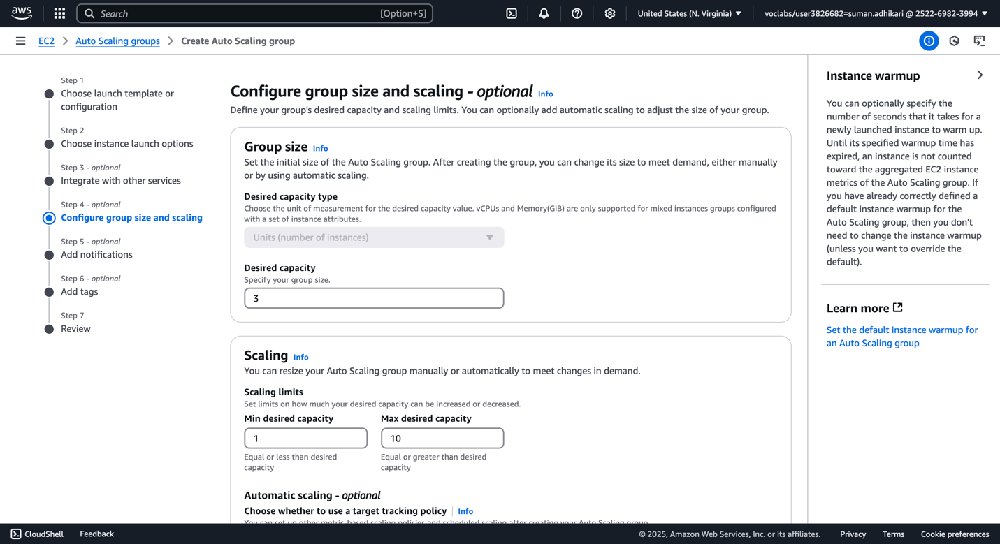 aws
Search [Option+S]
United States (N. Virginia) ▼
voclabs/user3826682=suman.adhikari @ 2522-6982-3994 ▼
EC2 > Auto Scaling groups > Create Auto Scaling group
Step 1
Choose launch template or
configuration
Step 2
Choose instance launch options
Step 3 - optional
Integrate with other services
Step 4 - optional
Configure group size and scaling
Step 5 - optional
Add notifications
Step 6 - optional
Add tags
Step 7
Review
Configure group size and scaling - optional Info
Define your group's desired capacity and scaling limits. You can optionally add automatic scaling to adjust the size of your group.
Group size Info
Set the initial size of the Auto Scaling group. After creating the group, you can change its size to meet demand, either manually
or by using automatic scaling.
Desired capacity type
Choose the unit of measurement for the desired capacity value. vCPUs and Memory(GiB) are only supported for mixed instances groups configured
with a set of instance attributes.
Units (number of instances)
Desired capacity
Specify your group size.
3
Scaling Info
You can resize your Auto Scaling group manually or automatically to meet changes in demand.
Scaling limits
Set limits on how much your desired capacity can be increased or decreased.
Min desired capacity Max desired capacity
1 10
Equal or less than desired Equal or greater than desired
capacity capacity
Automatic scaling - optional
Choose whether to use a target tracking policy Info
You can set up other metric-based scaling policies and scheduled scaling after creating your Auto Scaling group.
Instance warmup
You can optionally specify the
number of seconds that it takes for a
newly launched instance to warm up.
Until its specified warmup time has
expired, an instance is not counted
toward the aggregated EC2 instance
metrics of the Auto Scaling group. If
you have already correctly defined a
default instance warmup for the
Auto Scaling group, then you don't
need to change the instance warmup
(unless you want to override the
default).
Learn more
Set the default instance warmup for
an Auto Scaling group
CloudShell Feedback © 2025, Amazon Web Services, Inc. or its affiliates. Privacy Terms Cookie preferences